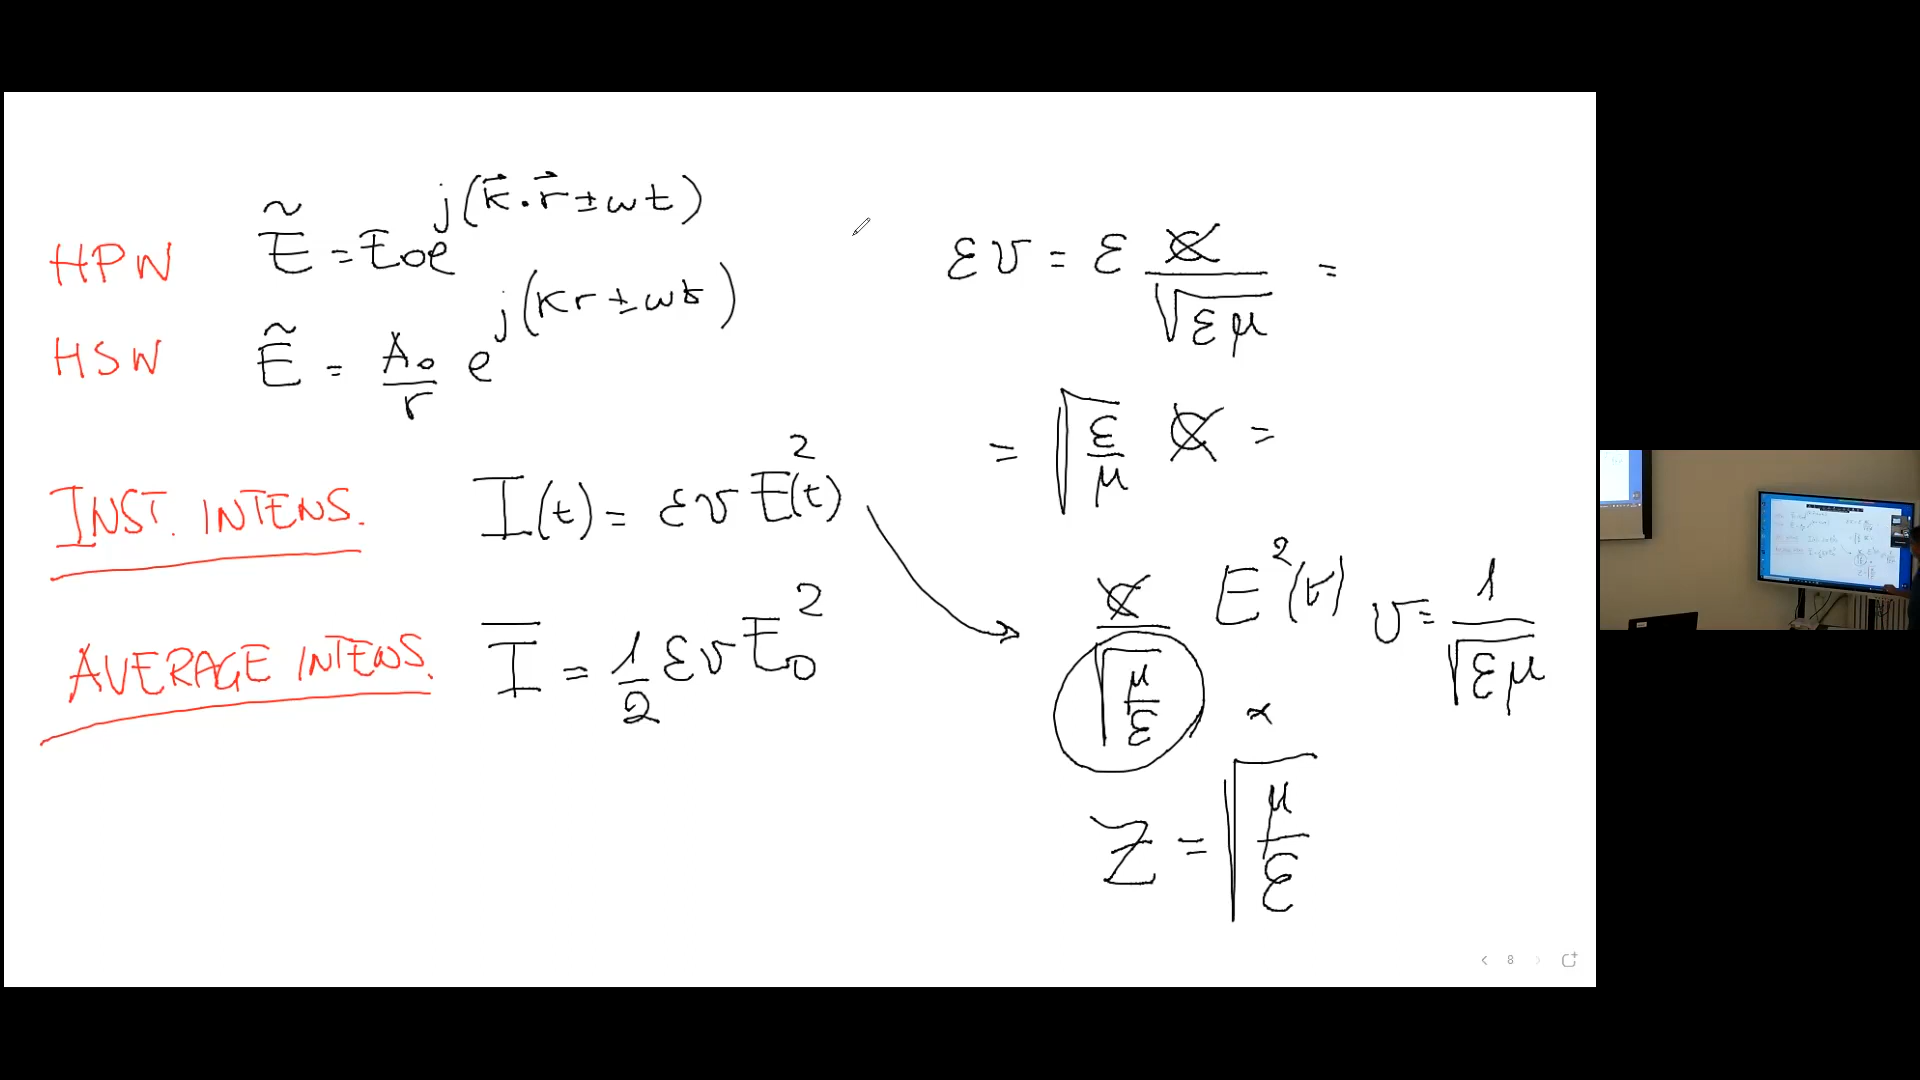 HPW Ẽ = E₀e^{j(k⃗·r⃗ ± ωt)}
HSW Ẽ = A₀/r e^{j(kr ± ωt)}
INST. INTENS. I(t) = εv E²(t)
AVERAGE INTENS. Ī = 1/2 εv E₀²
εv = ε c/√(εμ) =
= √(ε/μ) c =
c/√(μ/ε) E²(t) v = 1/√(εμ)
Z = √(μ/ε)
8